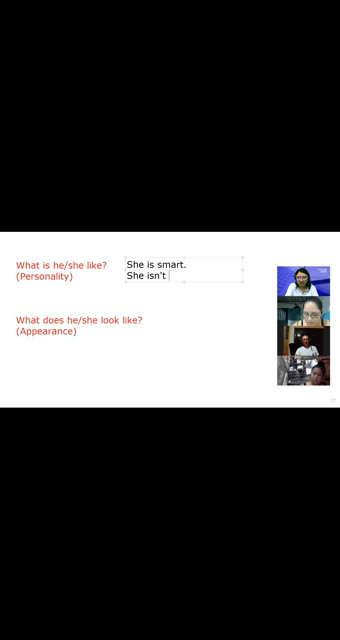 What is he/she like?
(Personality)
She is smart.
She isn't
What does he/she look like?
(Appearance)